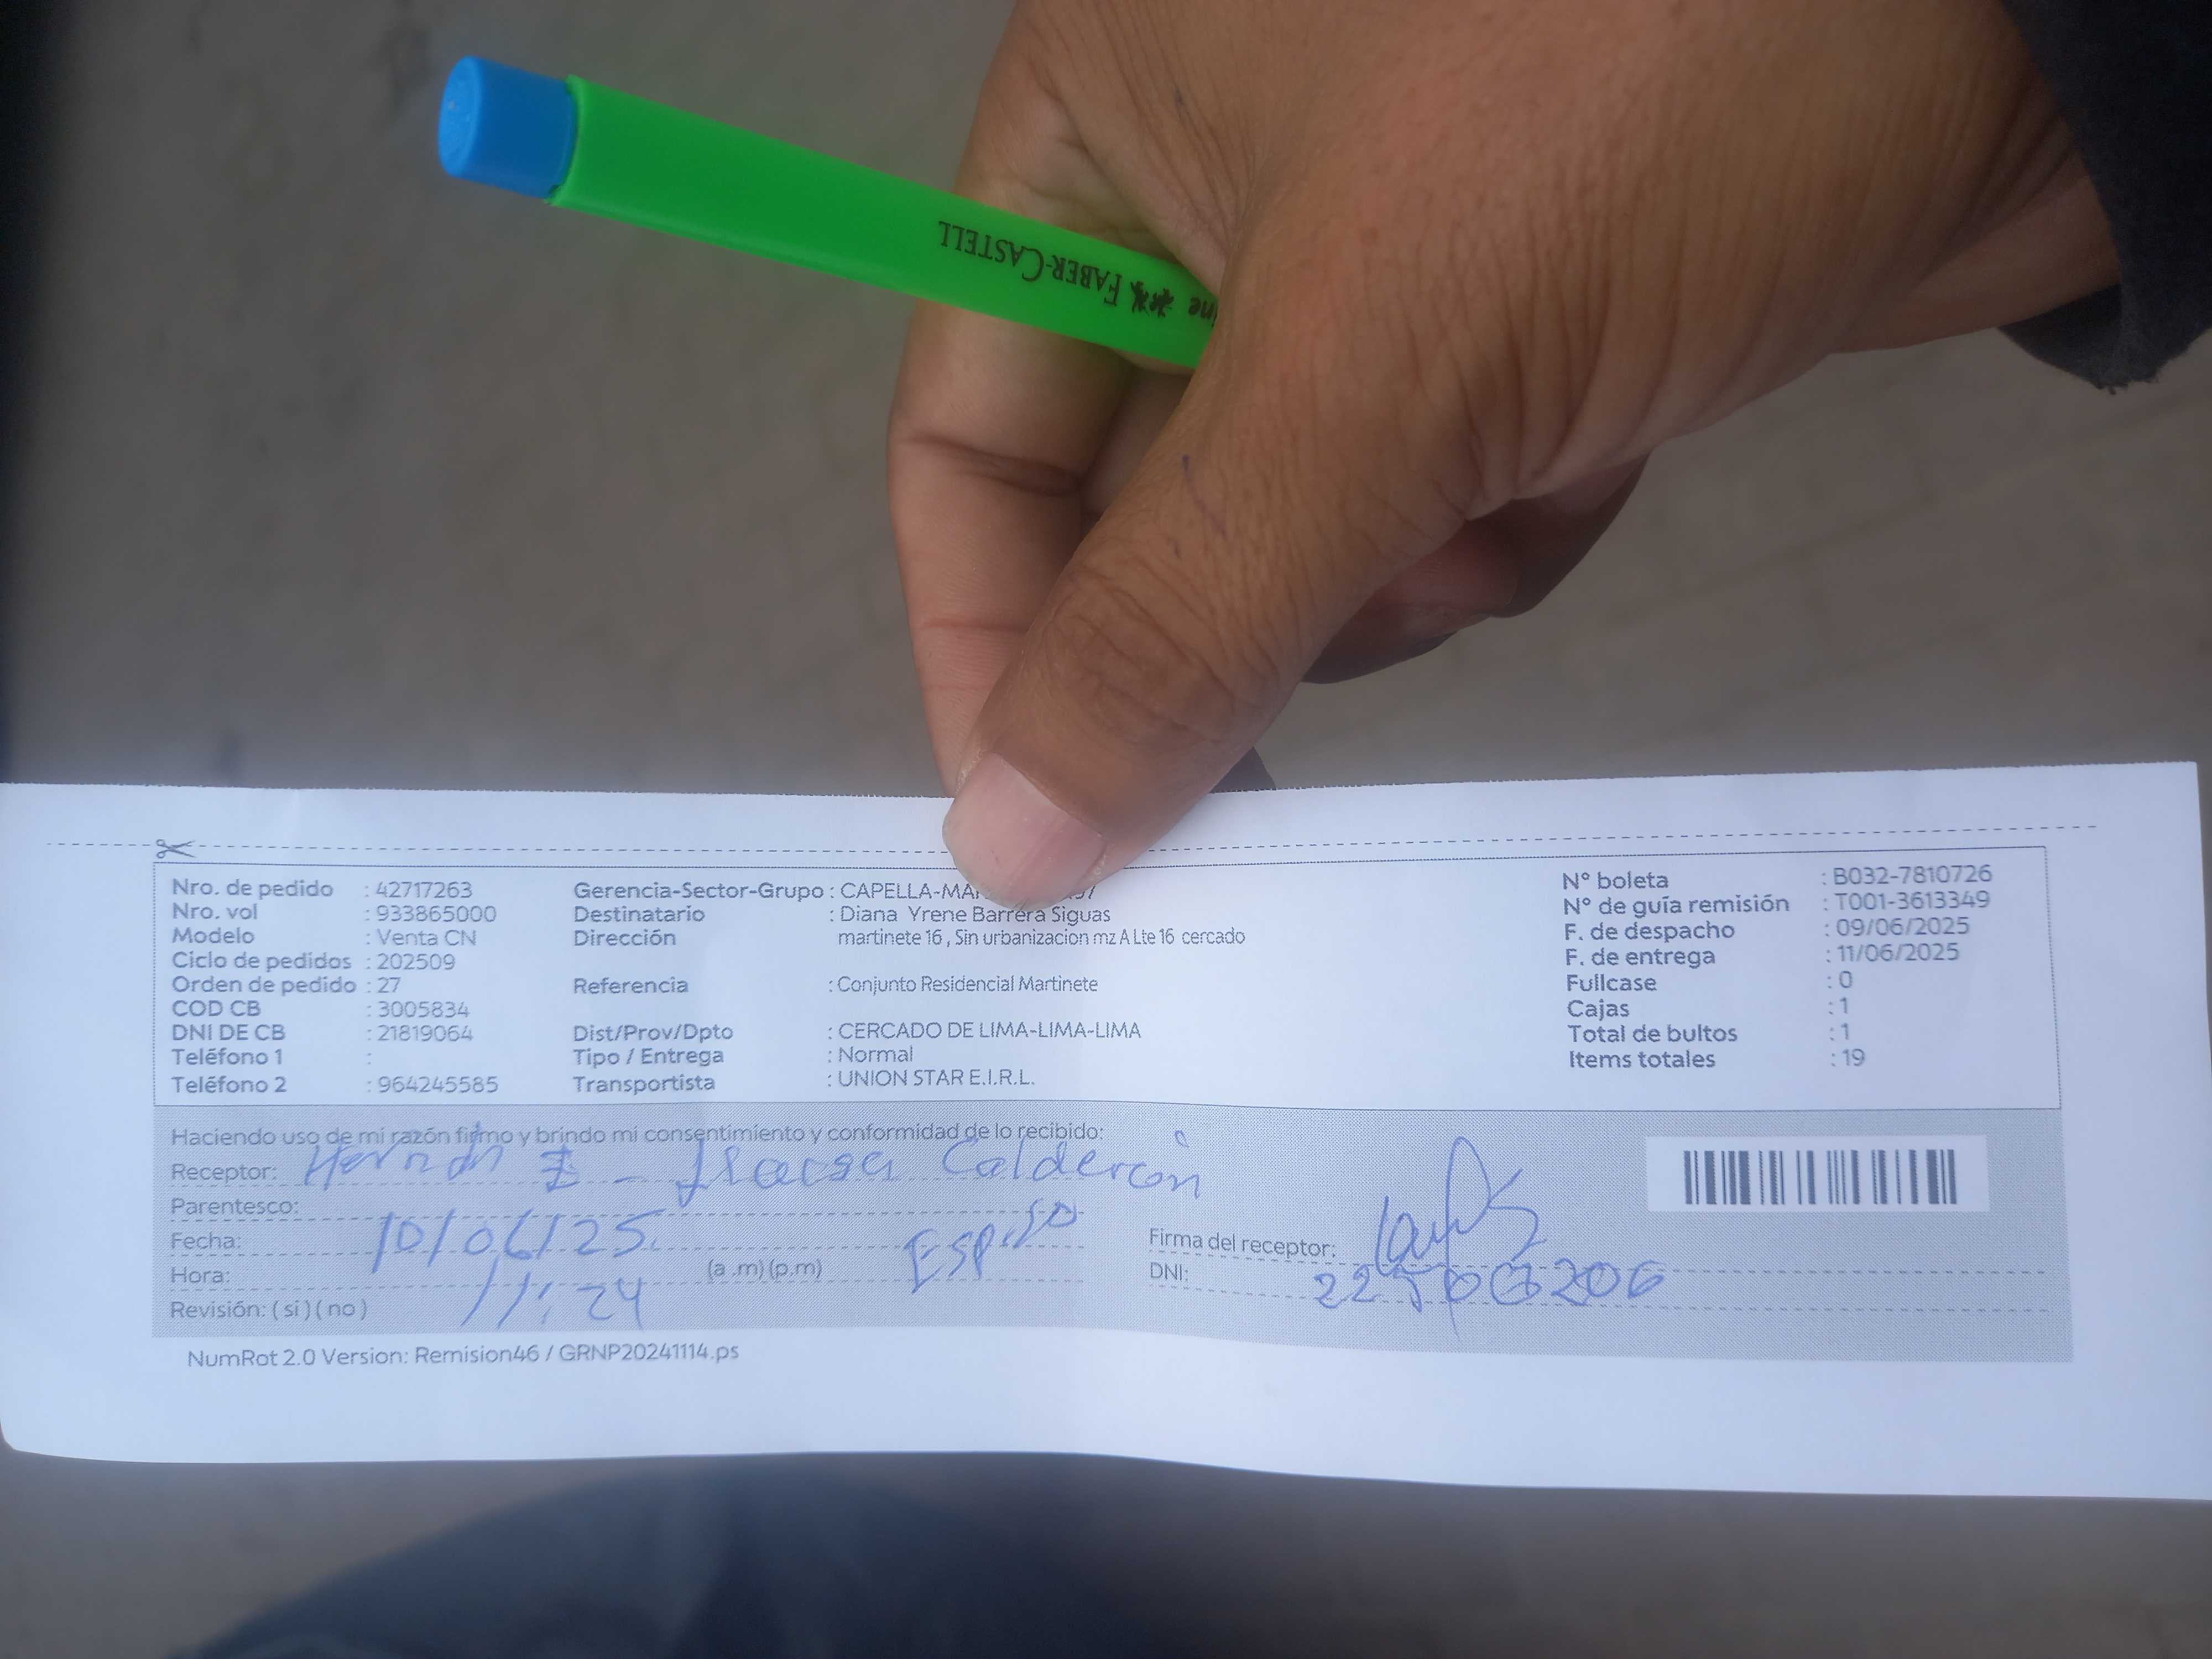 ine FABER-CASTELL
Nro. de pedido : 42717263
Nro. vol : 933865000
Modelo : Venta CN
Ciclo de pedidos : 202509
Orden de pedido : 27
COD CB : 3005834
DNI DE CB : 21819064
Teléfono 1 :
Teléfono 2 : 964245585
Gerencia-Sector-Grupo : CAPELLA-MA
Destinatario : Diana Yrene Barrera Siguas
Dirección martinete 16 , Sin urbanizacion mz A Lte 16 cercado
Referencia : Conjunto Residencial Martinete
Dist/Prov/Dpto : CERCADO DE LIMA-LIMA-LIMA
Tipo / Entrega : Normal
Transportista : UNION STAR E.I.R.L.
N° boleta : B032-7810726
N° de guía remisión : T001-3613349
F. de despacho : 09/06/2025
F. de entrega : 11/06/2025
Fullcase : 0
Cajas : 1
Total de bultos : 1
Items totales : 19
Haciendo uso de mi razón firmo y brindo mi consentimiento y conformidad de lo recibido:
Receptor: Hernán Calderón
Parentesco:
Fecha: 10/06/25
Hora: 11:24 (a .m) (p.m)
Revisión: ( si ) ( no )
Firma del receptor:
DNI:
NumRot 2.0 Version: Remision46 / GRNP20241114.ps